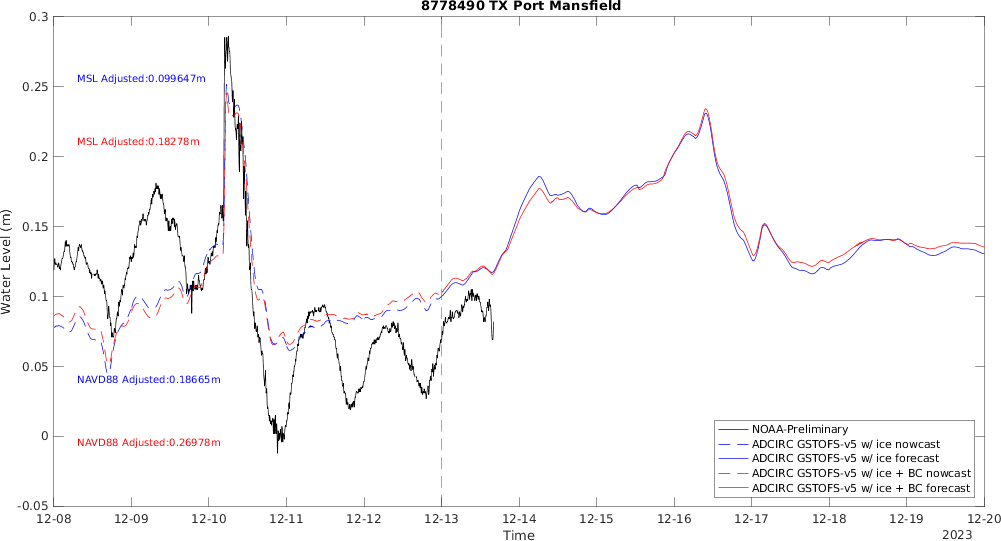 8778490 TX Port Mansfield
0.3
0.25
0.2
0.15
0.1
0.05
0
-0.05
Water Level (m)
MSL Adjusted:0.099647m
MSL Adjusted:0.18278m
NAVD88 Adjusted:0.18665m
NAVD88 Adjusted:0.26978m
NOAA-Preliminary
ADCIRC GSTOFS-v5 w/ ice nowcast
ADCIRC GSTOFS-v5 w/ ice forecast
ADCIRC GSTOFS-v5 w/ ice + BC nowcast
ADCIRC GSTOFS-v5 w/ ice + BC forecast
12-08 12-09 12-10 12-11 12-12 12-13 12-14 12-15 12-16 12-17 12-18 12-19 12-20
Time
2023